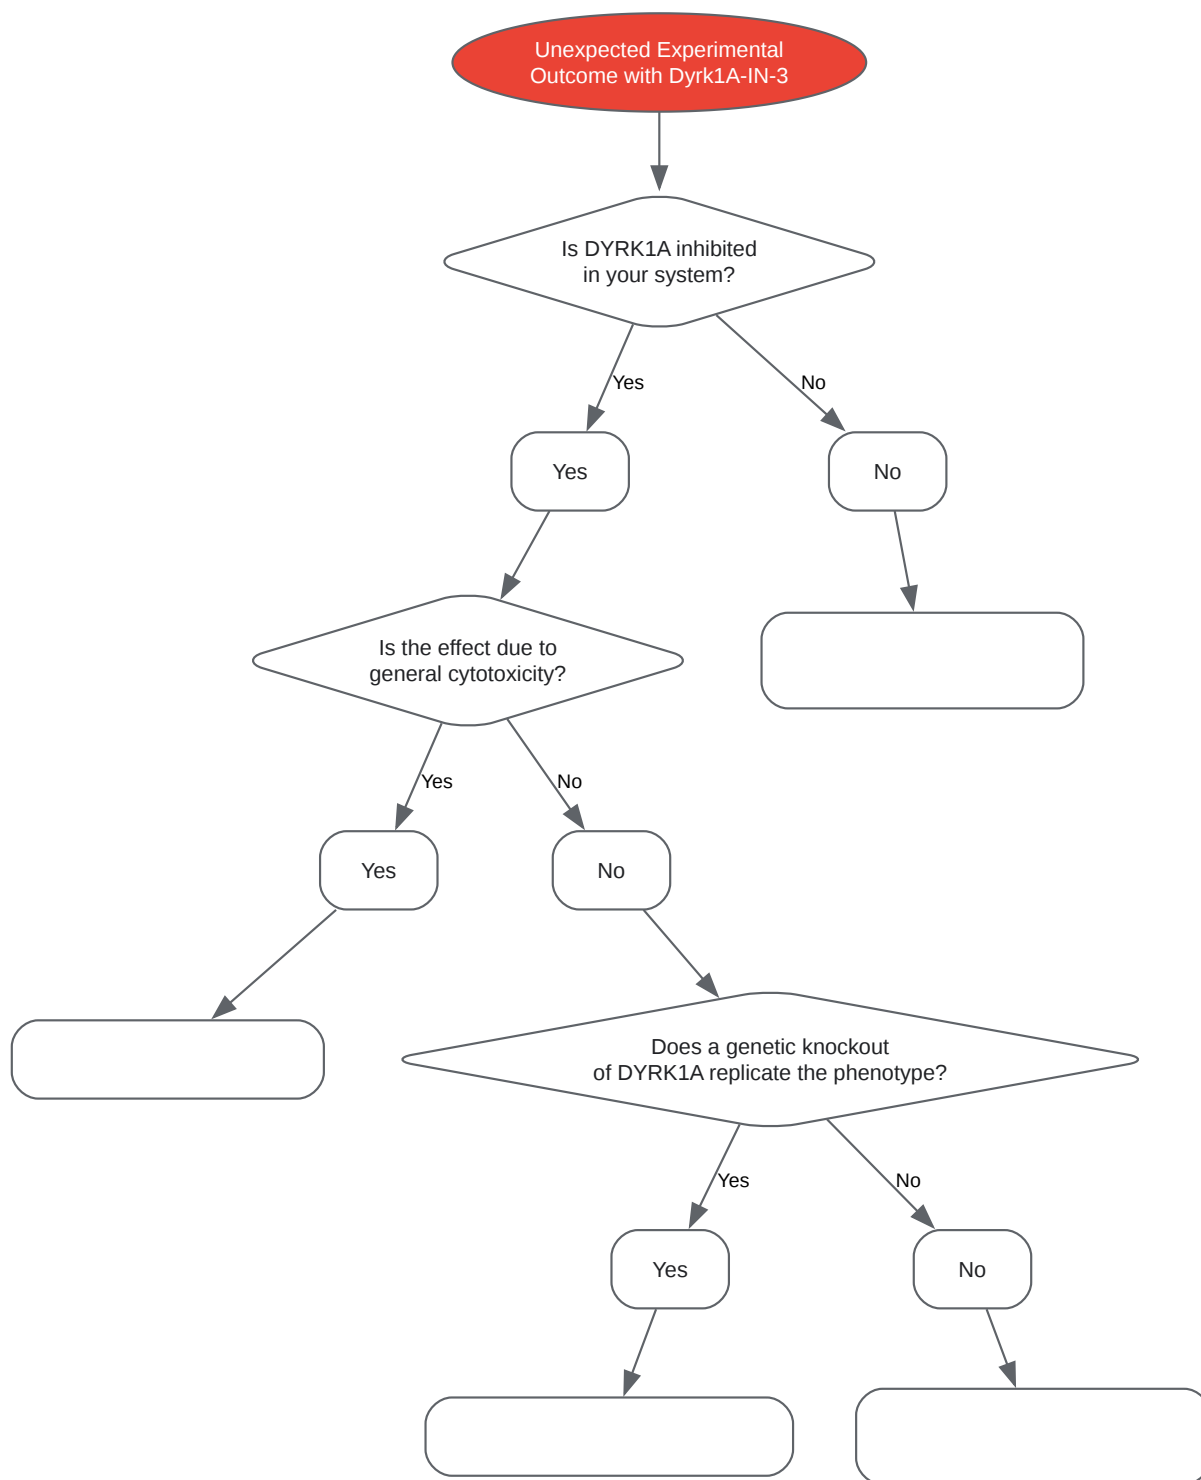 Unexpected Experimental
Outcome with Dyrk1A-IN-3
Is DYRK1A inhibited
in your system?
Yes
No
Yes
No
Is the effect due to
general cytotoxicity?
Yes
No
Yes
No
Does a genetic knockout
of DYRK1A replicate the phenotype?
Yes
No
Yes
No